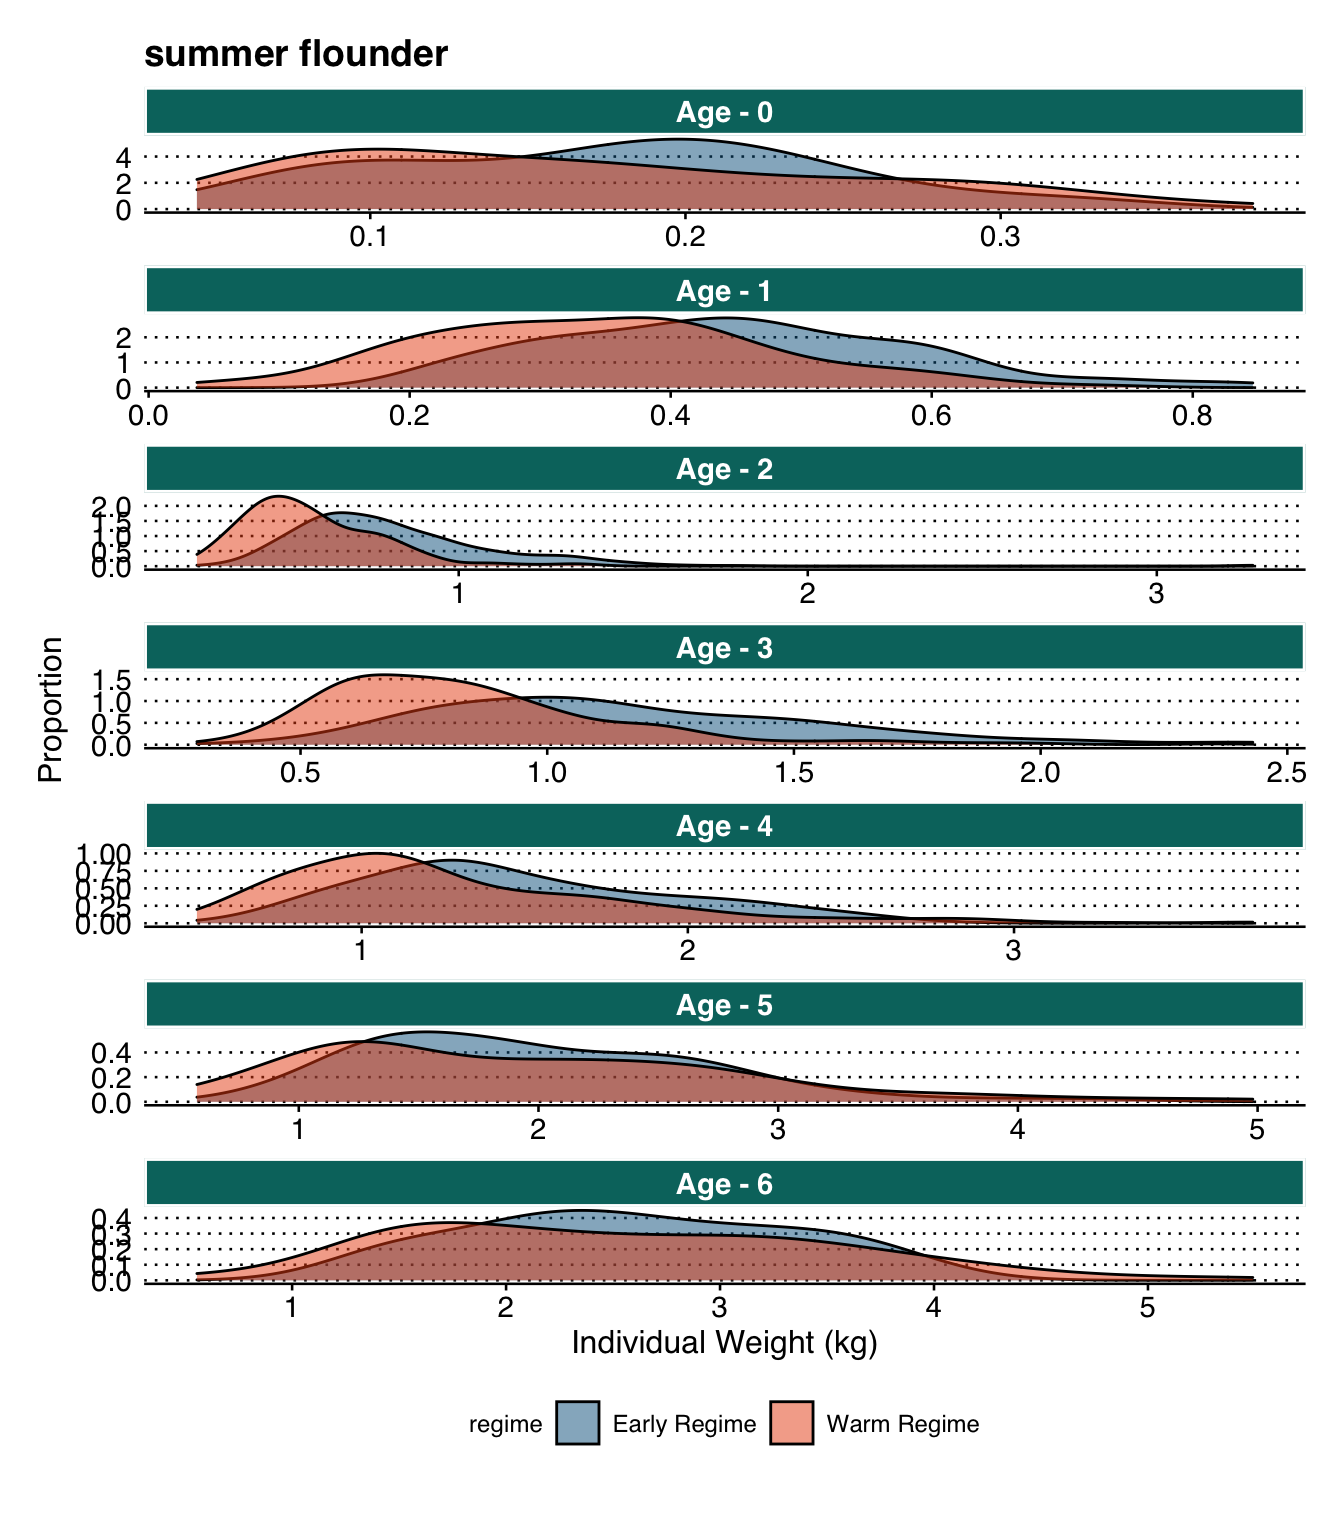 summer flounder
Age - 0
4
2
0
0.1 0.2 0.3
Age - 1
2
1
0
0.0 0.2 0.4 0.6 0.8
Age - 2
2.0
1.5
1.0
0.5
0.0
1 2 3
Age - 3
1.5
1.0
0.5
0.0
0.5 1.0 1.5 2.0 2.5
Proportion
Age - 4
1.00
0.75
0.50
0.25
0.00
1 2 3
Age - 5
0.4
0.2
0.0
1 2 3 4 5
Age - 6
0.4
0.3
0.2
0.1
0.0
1 2 3 4 5
Individual Weight (kg)
regime Early Regime Warm Regime